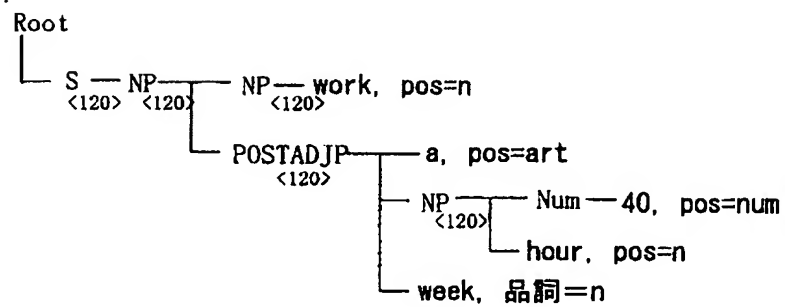 Root
S NP NP work, pos=n
<120> <120> <120>
POSTADJP a, pos=art
<120>
NP Num 40, pos=num
<120>
hour, pos=n
week, 品詞=n